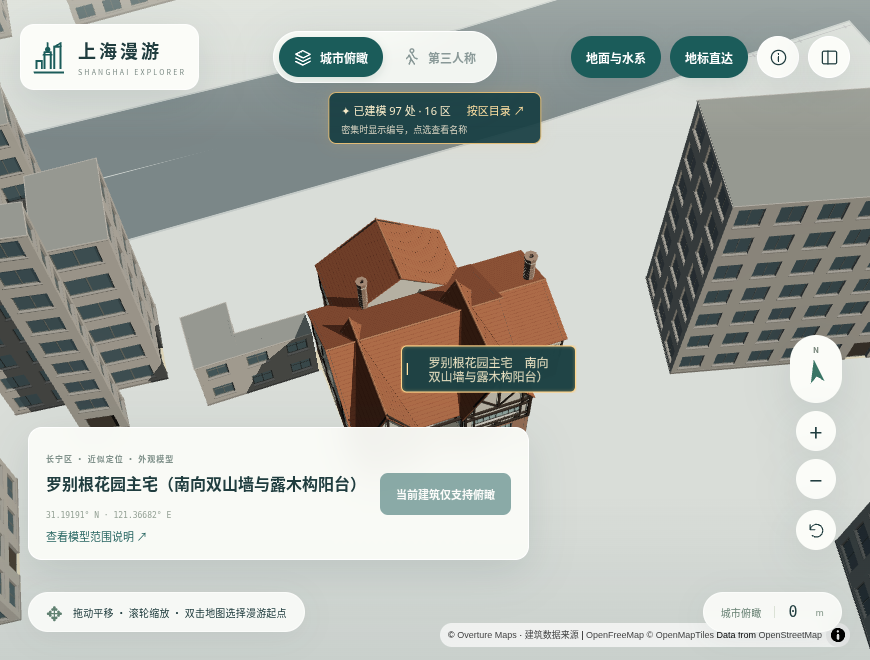 上海漫游
SHANGHAI EXPLORER
城市俯瞰
第三人称
地面与水系
地标直达
✦ 已建模 97 处 · 16 区 按区目录 ↗
密集时显示编号，点选查看名称
罗别根花园主宅 南向
双山墙与露木构阳台）
N
长宁区 · 近似定位 · 外观模型
罗别根花园主宅（南向双山墙与露木构阳台）
当前建筑仅支持俯瞰
31.19191° N · 121.36682° E
查看模型范围说明 ↗
拖动平移 · 滚轮缩放 · 双击地图选择漫游起点
城市俯瞰 0 m
© Overture Maps · 建筑数据来源 | OpenFreeMap © OpenMapTiles Data from OpenStreetMap